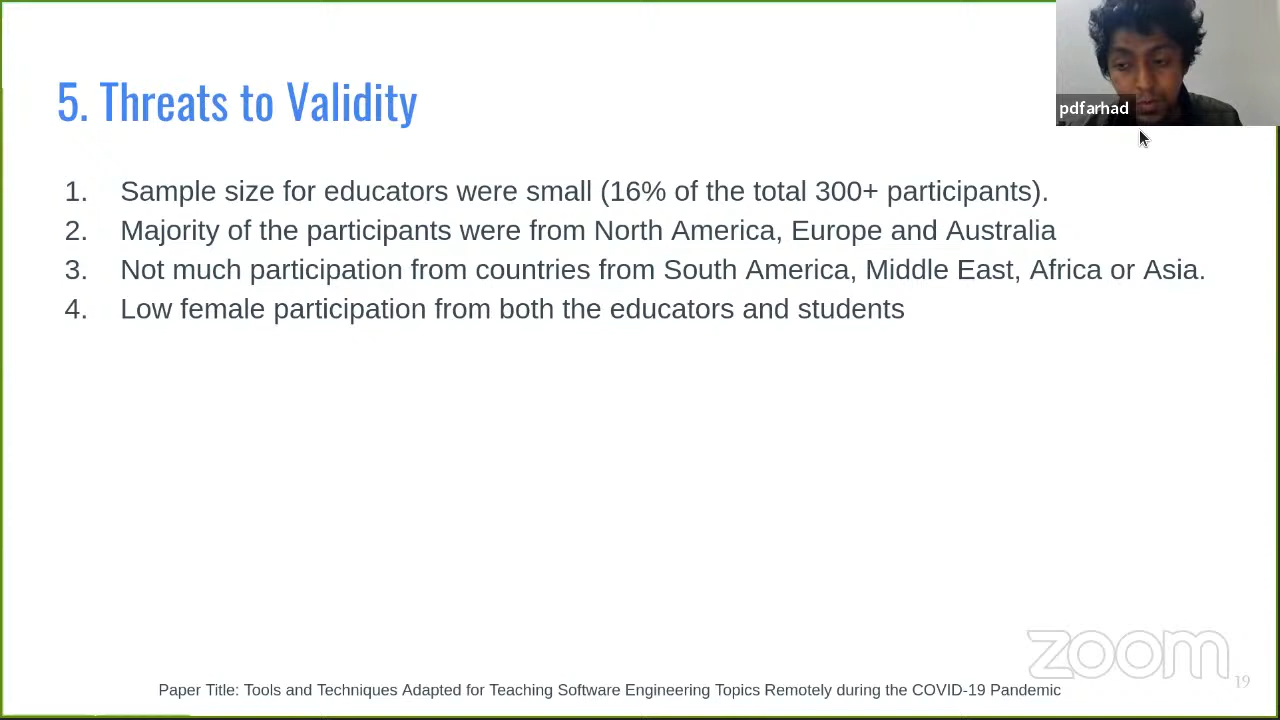 5. Threats to Validity
pdfarhad
1. Sample size for educators were small (16% of the total 300+ participants).
2. Majority of the participants were from North America, Europe and Australia
3. Not much participation from countries from South America, Middle East, Africa or Asia.
4. Low female participation from both the educators and students
zoom
19
Paper Title: Tools and Techniques Adapted for Teaching Software Engineering Topics Remotely during the COVID-19 Pandemic